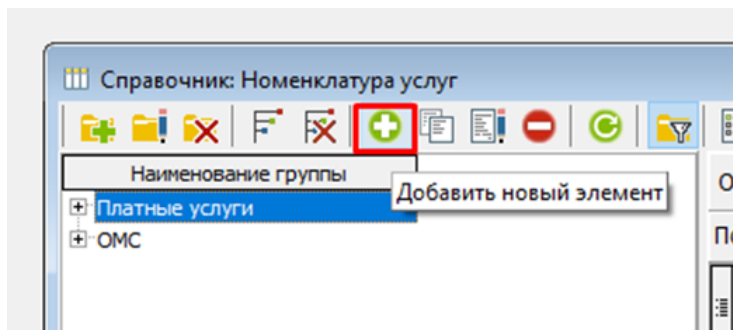 Справочник: Номенклатура услуг
Наименование группы
Добавить новый элемент
Платные услуги
ОМС